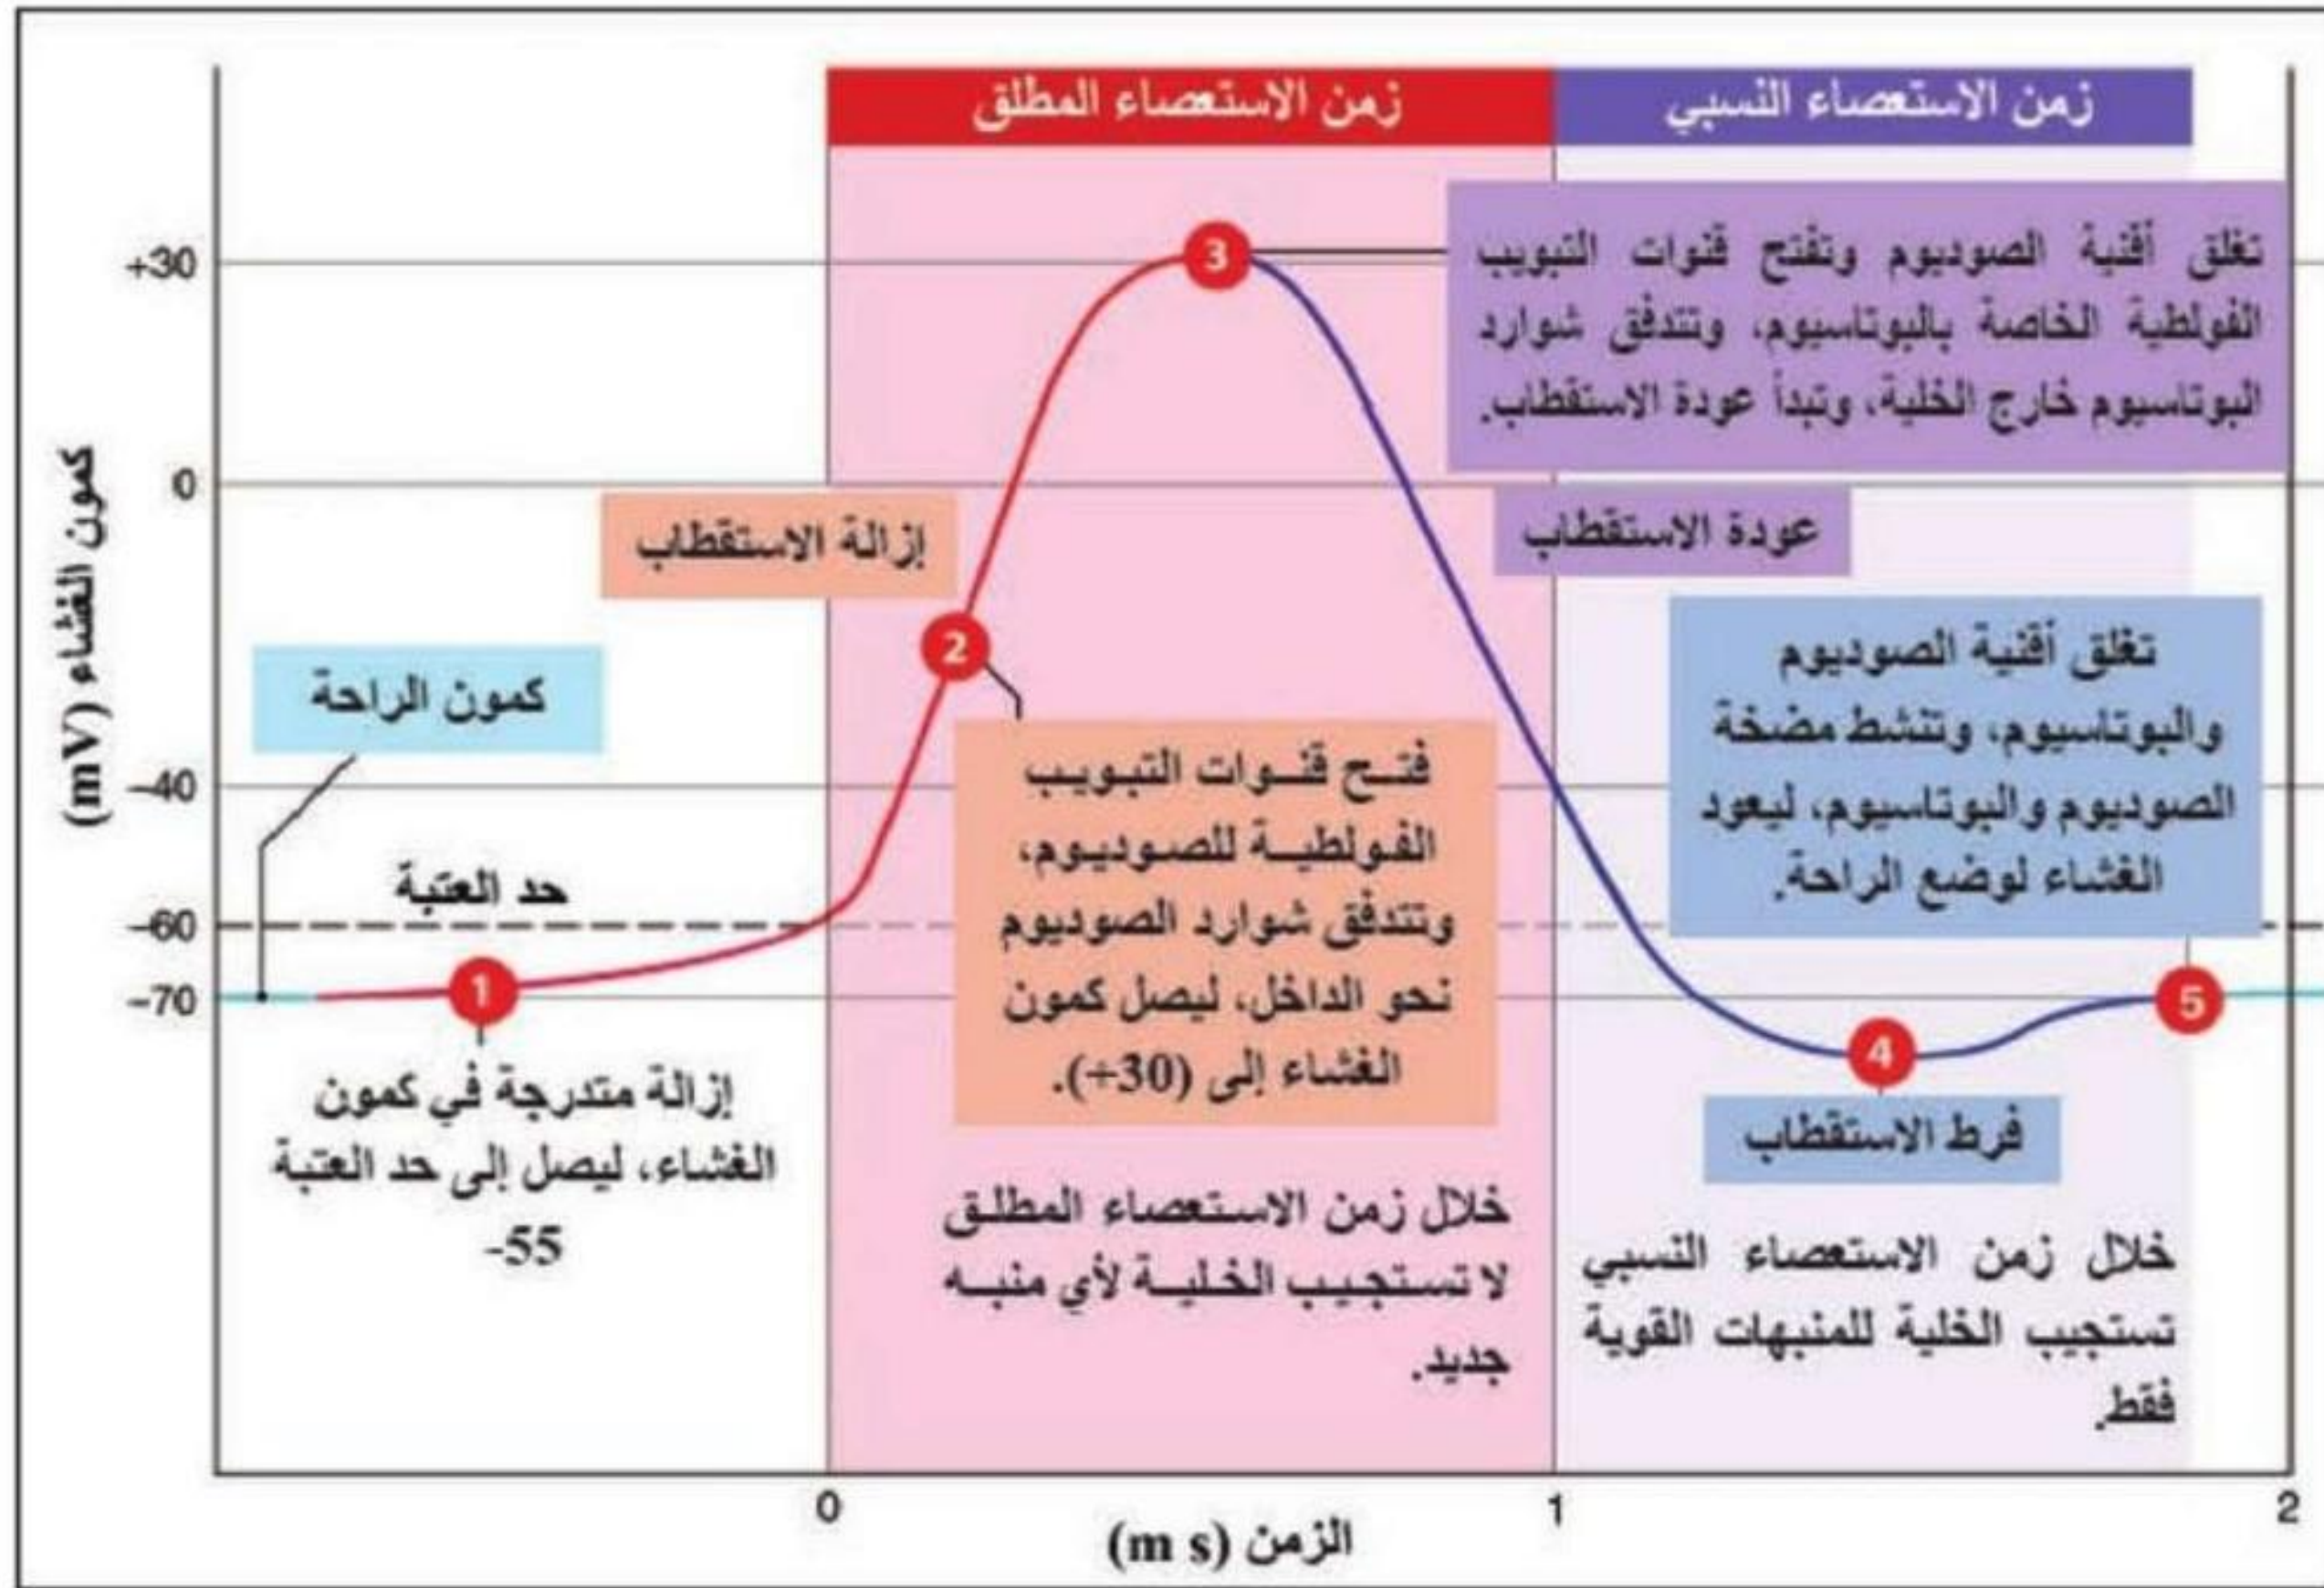 زمن الاستعصاء المطلق
زمن الاستعصاء النسبي
كمون الغشاء (mV)
+30
0
–40
–60
–70
تغلق أقنية الصوديوم وتفتح قنوات التبويب
الفولطية الخاصة بالبوتاسيوم، وتتدفق شوارد
البوتاسيوم خارج الخلية، وتبدأ عودة الاستقطاب.
3
إزالة الاستقطاب
عودة الاستقطاب
2
كمون الراحة
تغلق أقنية الصوديوم
والبوتاسيوم، وتنشط مضخة
الصوديوم والبوتاسيوم، ليعود
الغشاء لوضع الراحة.
فتح قنوات التبويب
الفولطية للصوديوم،
وتتدفق شوارد الصوديوم
نحو الداخل، ليصل كمون
الغشاء إلى (30+).
حد العتبة
1
5
4
إزالة متدرجة في كمون
الغشاء، ليصل إلى حد العتبة
-55
فرط الاستقطاب
خلال زمن الاستعصاء المطلق
لا تستجيب الخلية لأي منبه
جديد.
خلال زمن الاستعصاء النسبي
تستجيب الخلية للمنبهات القوية
فقط.
0
1
2
الزمن (m s)